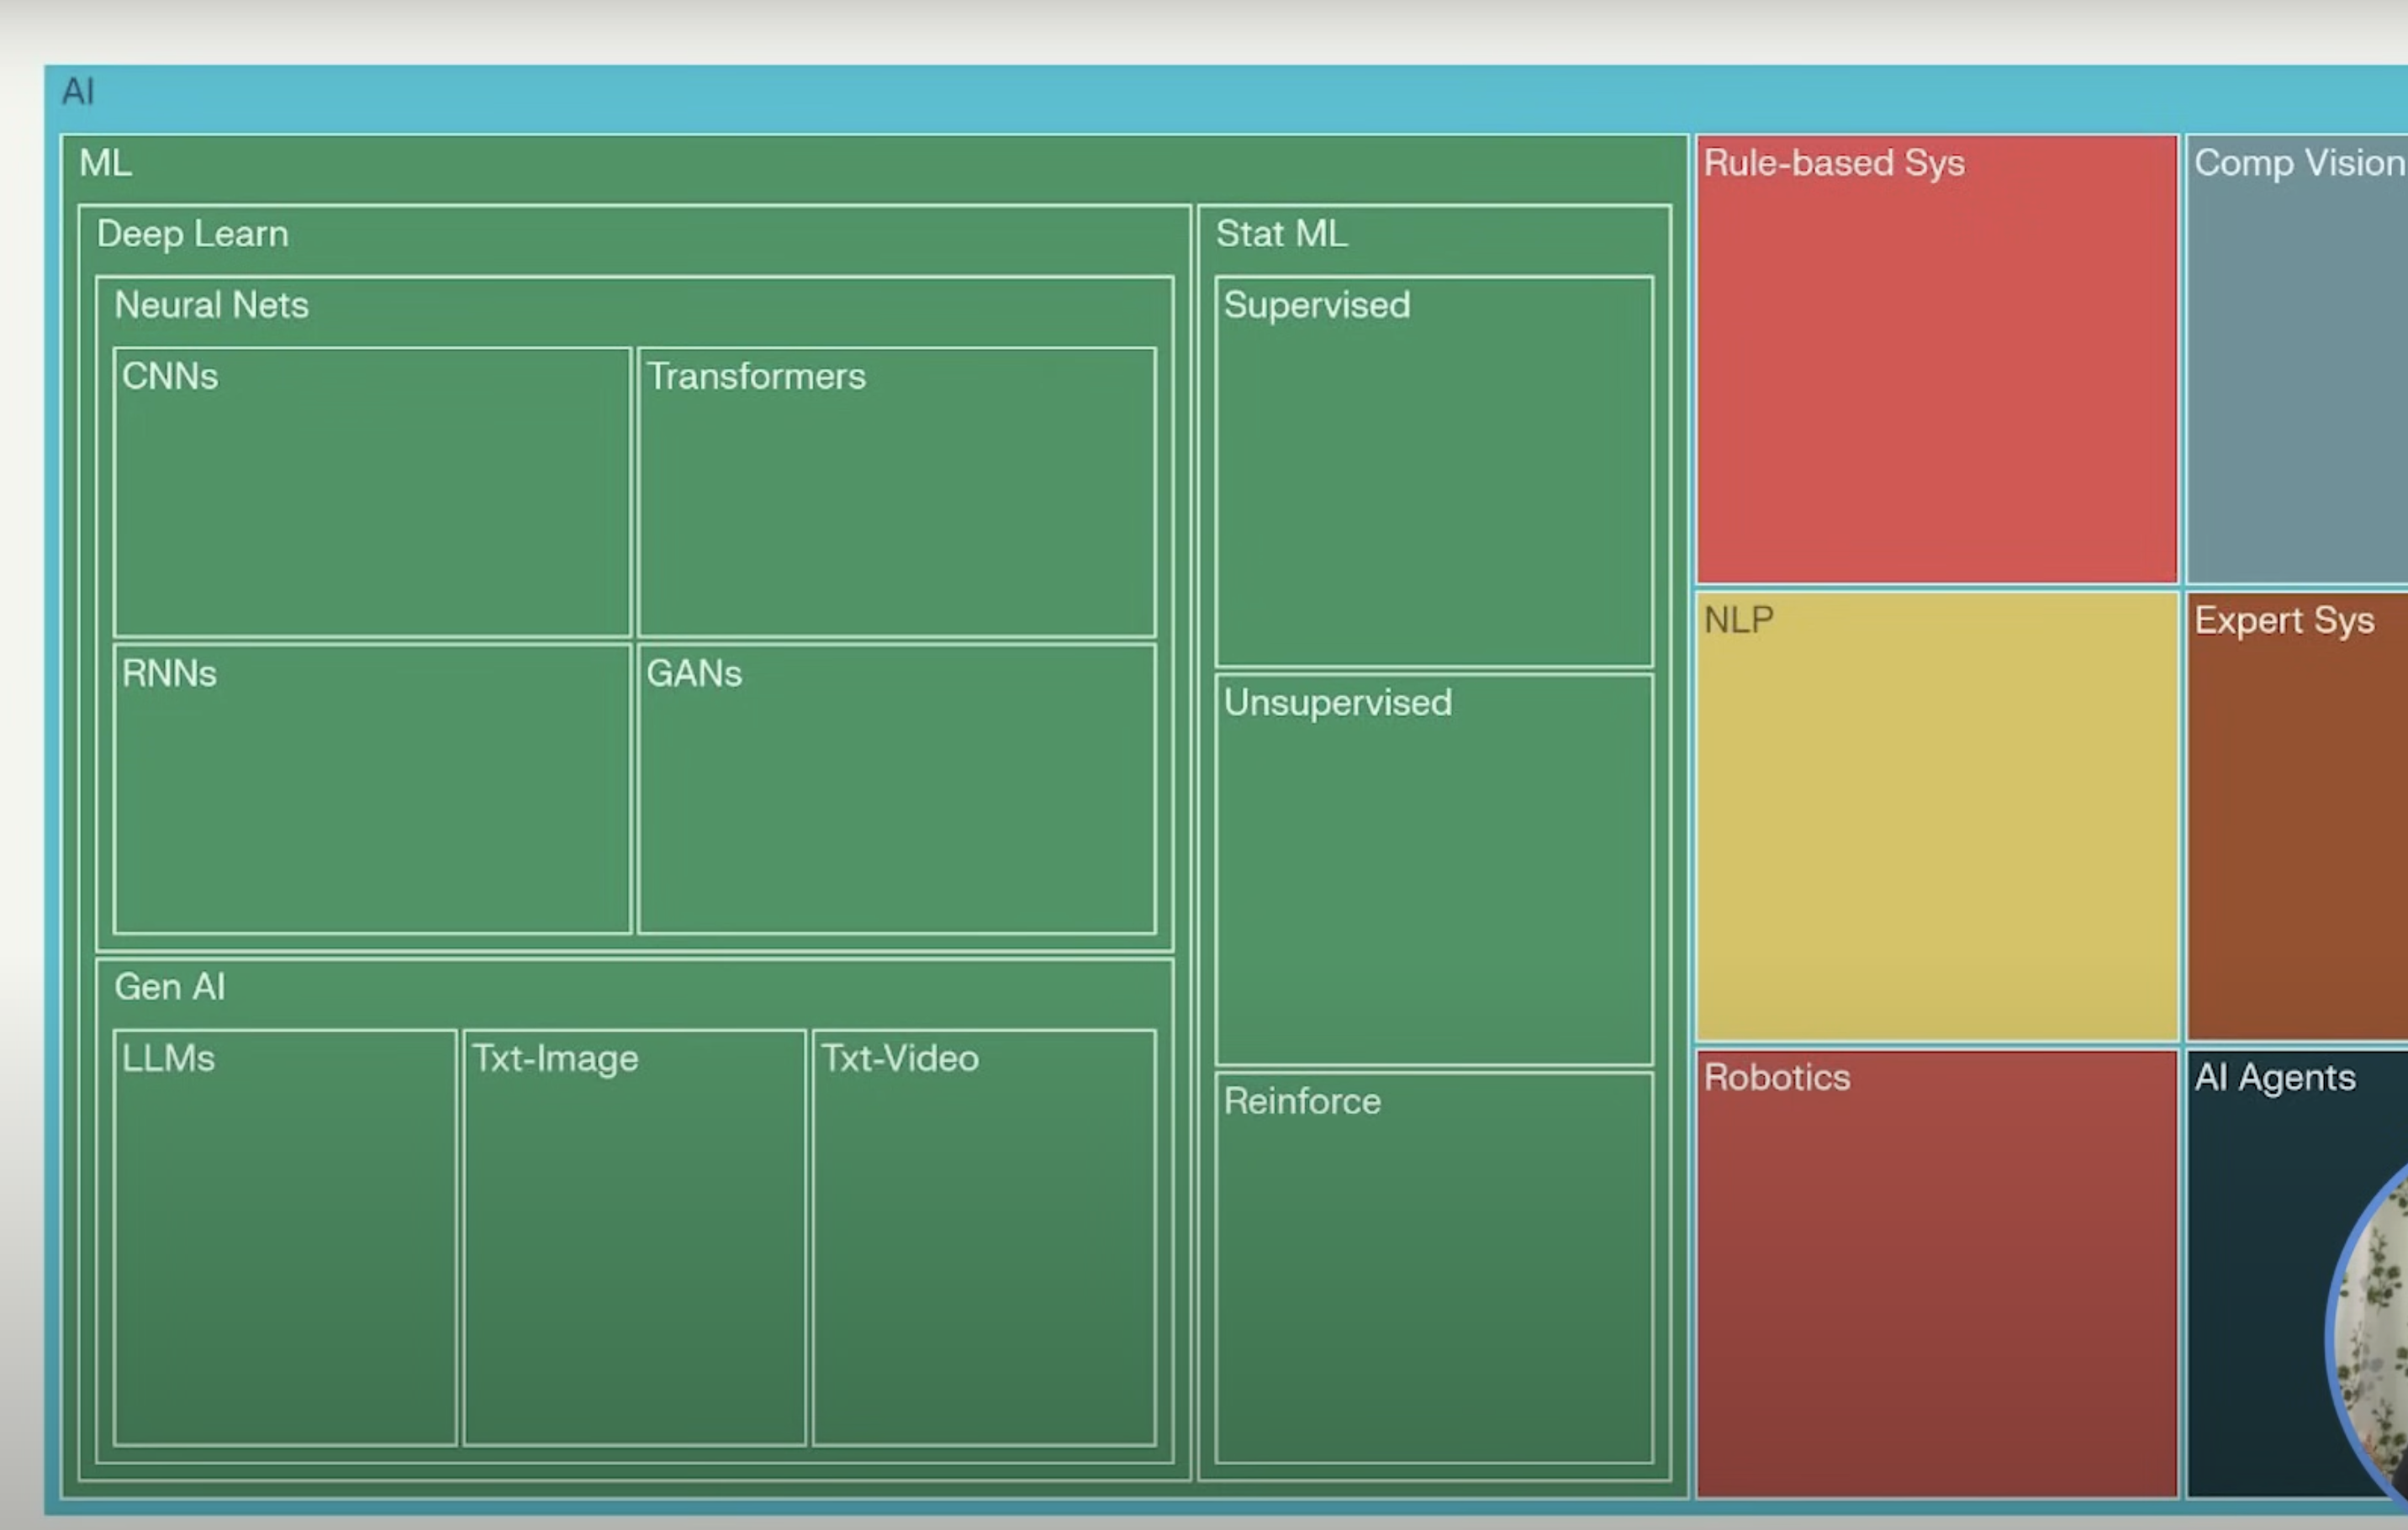 AI
ML
Deep Learn
Neural Nets
CNNs
Transformers
RNNs
GANs
Gen AI
LLMs
Txt-Image
Txt-Video
Stat ML
Supervised
Unsupervised
Reinforce
Rule-based Sys
Comp Vision
NLP
Expert Sys
Robotics
AI Agents